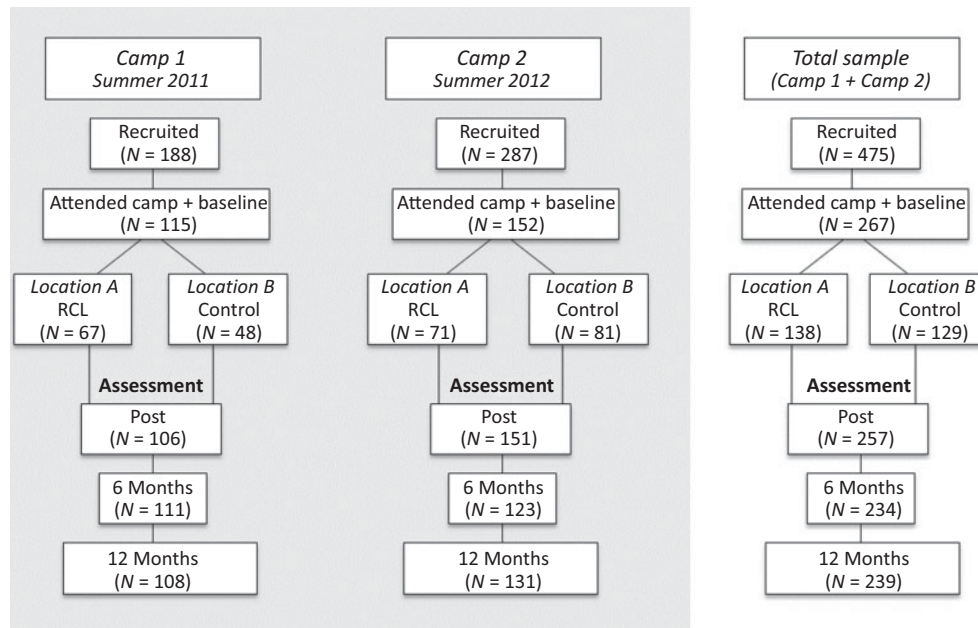 Camp 1
Summer 2011
Recruited
(N = 188)
Attended camp + baseline
(N = 115)
Location A
RCL
(N = 67)
Location B
Control
(N = 48)
Assessment
Post
(N = 106)
6 Months
(N = 111)
12 Months
(N = 108)
Camp 2
Summer 2012
Recruited
(N = 287)
Attended camp + baseline
(N = 152)
Location A
RCL
(N = 71)
Location B
Control
(N = 81)
Assessment
Post
(N = 151)
6 Months
(N = 123)
12 Months
(N = 131)
Total sample
(Camp 1 + Camp 2)
Recruited
(N = 475)
Attended camp + baseline
(N = 267)
Location A
RCL
(N = 138)
Location B
Control
(N = 129)
Assessment
Post
(N = 257)
6 Months
(N = 234)
12 Months
(N = 239)